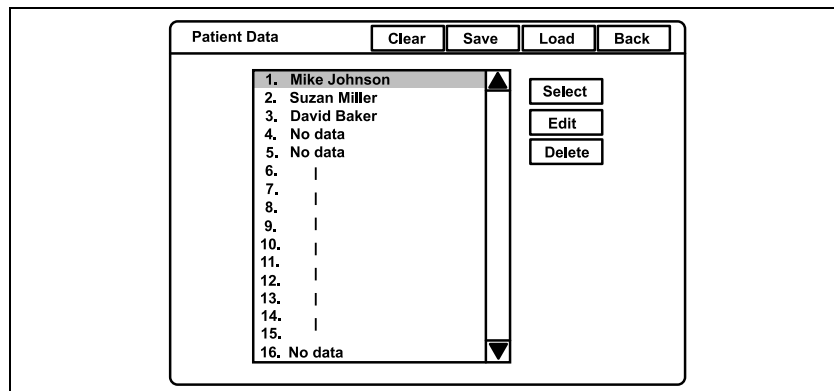 Patient Data Clear Save Load Back
1. Mike Johnson
2. Suzan Miller
3. David Baker
4. No data
5. No data
6.
7.
8.
9.
10.
11.
12.
13.
14.
15.
16. No data
Select
Edit
Delete